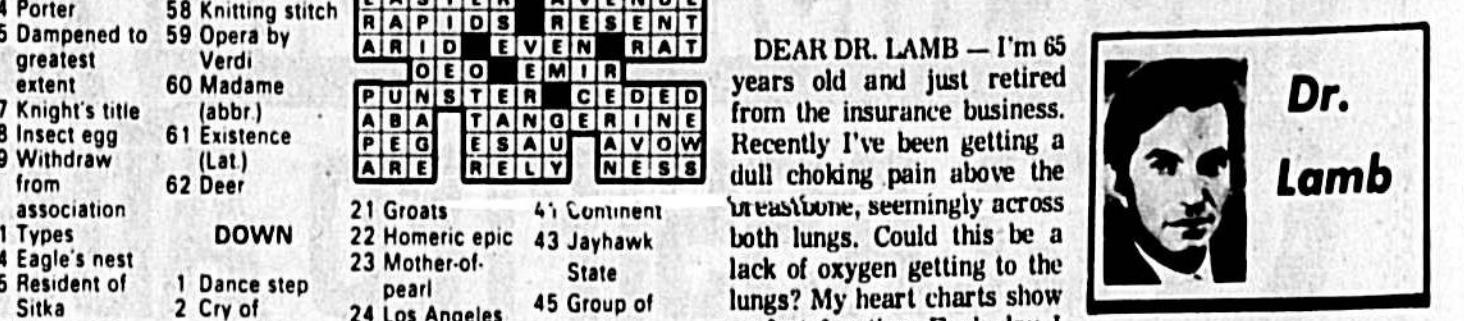 4 Porter
5 Dampened to
greatest
extent
7 Knight's title
8 Insect egg
9 Withdraw
from
association
1 Types
4 Eagle's nest
5 Resident of
Sitka
58 Knitting stitch
59 Opera by
Verdi
60 Madame
(abbr.)
61 Existence
(Lat.)
62 Deer
DOWN
1 Dance step
2 Cry of
RAPIDS RESENT
ARID EVEN RAT
OEO EMIR
PUNSTER CEDED
ABA TANGERINE
PEG ESAU AVOW
ARE RELY NESS
21 Groats
22 Homeric epic
23 Mother-of-
pearl
24 Los Angeles
41 Continent
43 Jayhawk
State
45 Group of
DEAR DR. LAMB — I'm 65
years old and just retired
from the insurance business.
Recently I've been getting a
dull choking pain above the
breastbone, seemingly across
both lungs. Could this be a
lack of oxygen getting to the
lungs? My heart charts show
Dr.
Lamb